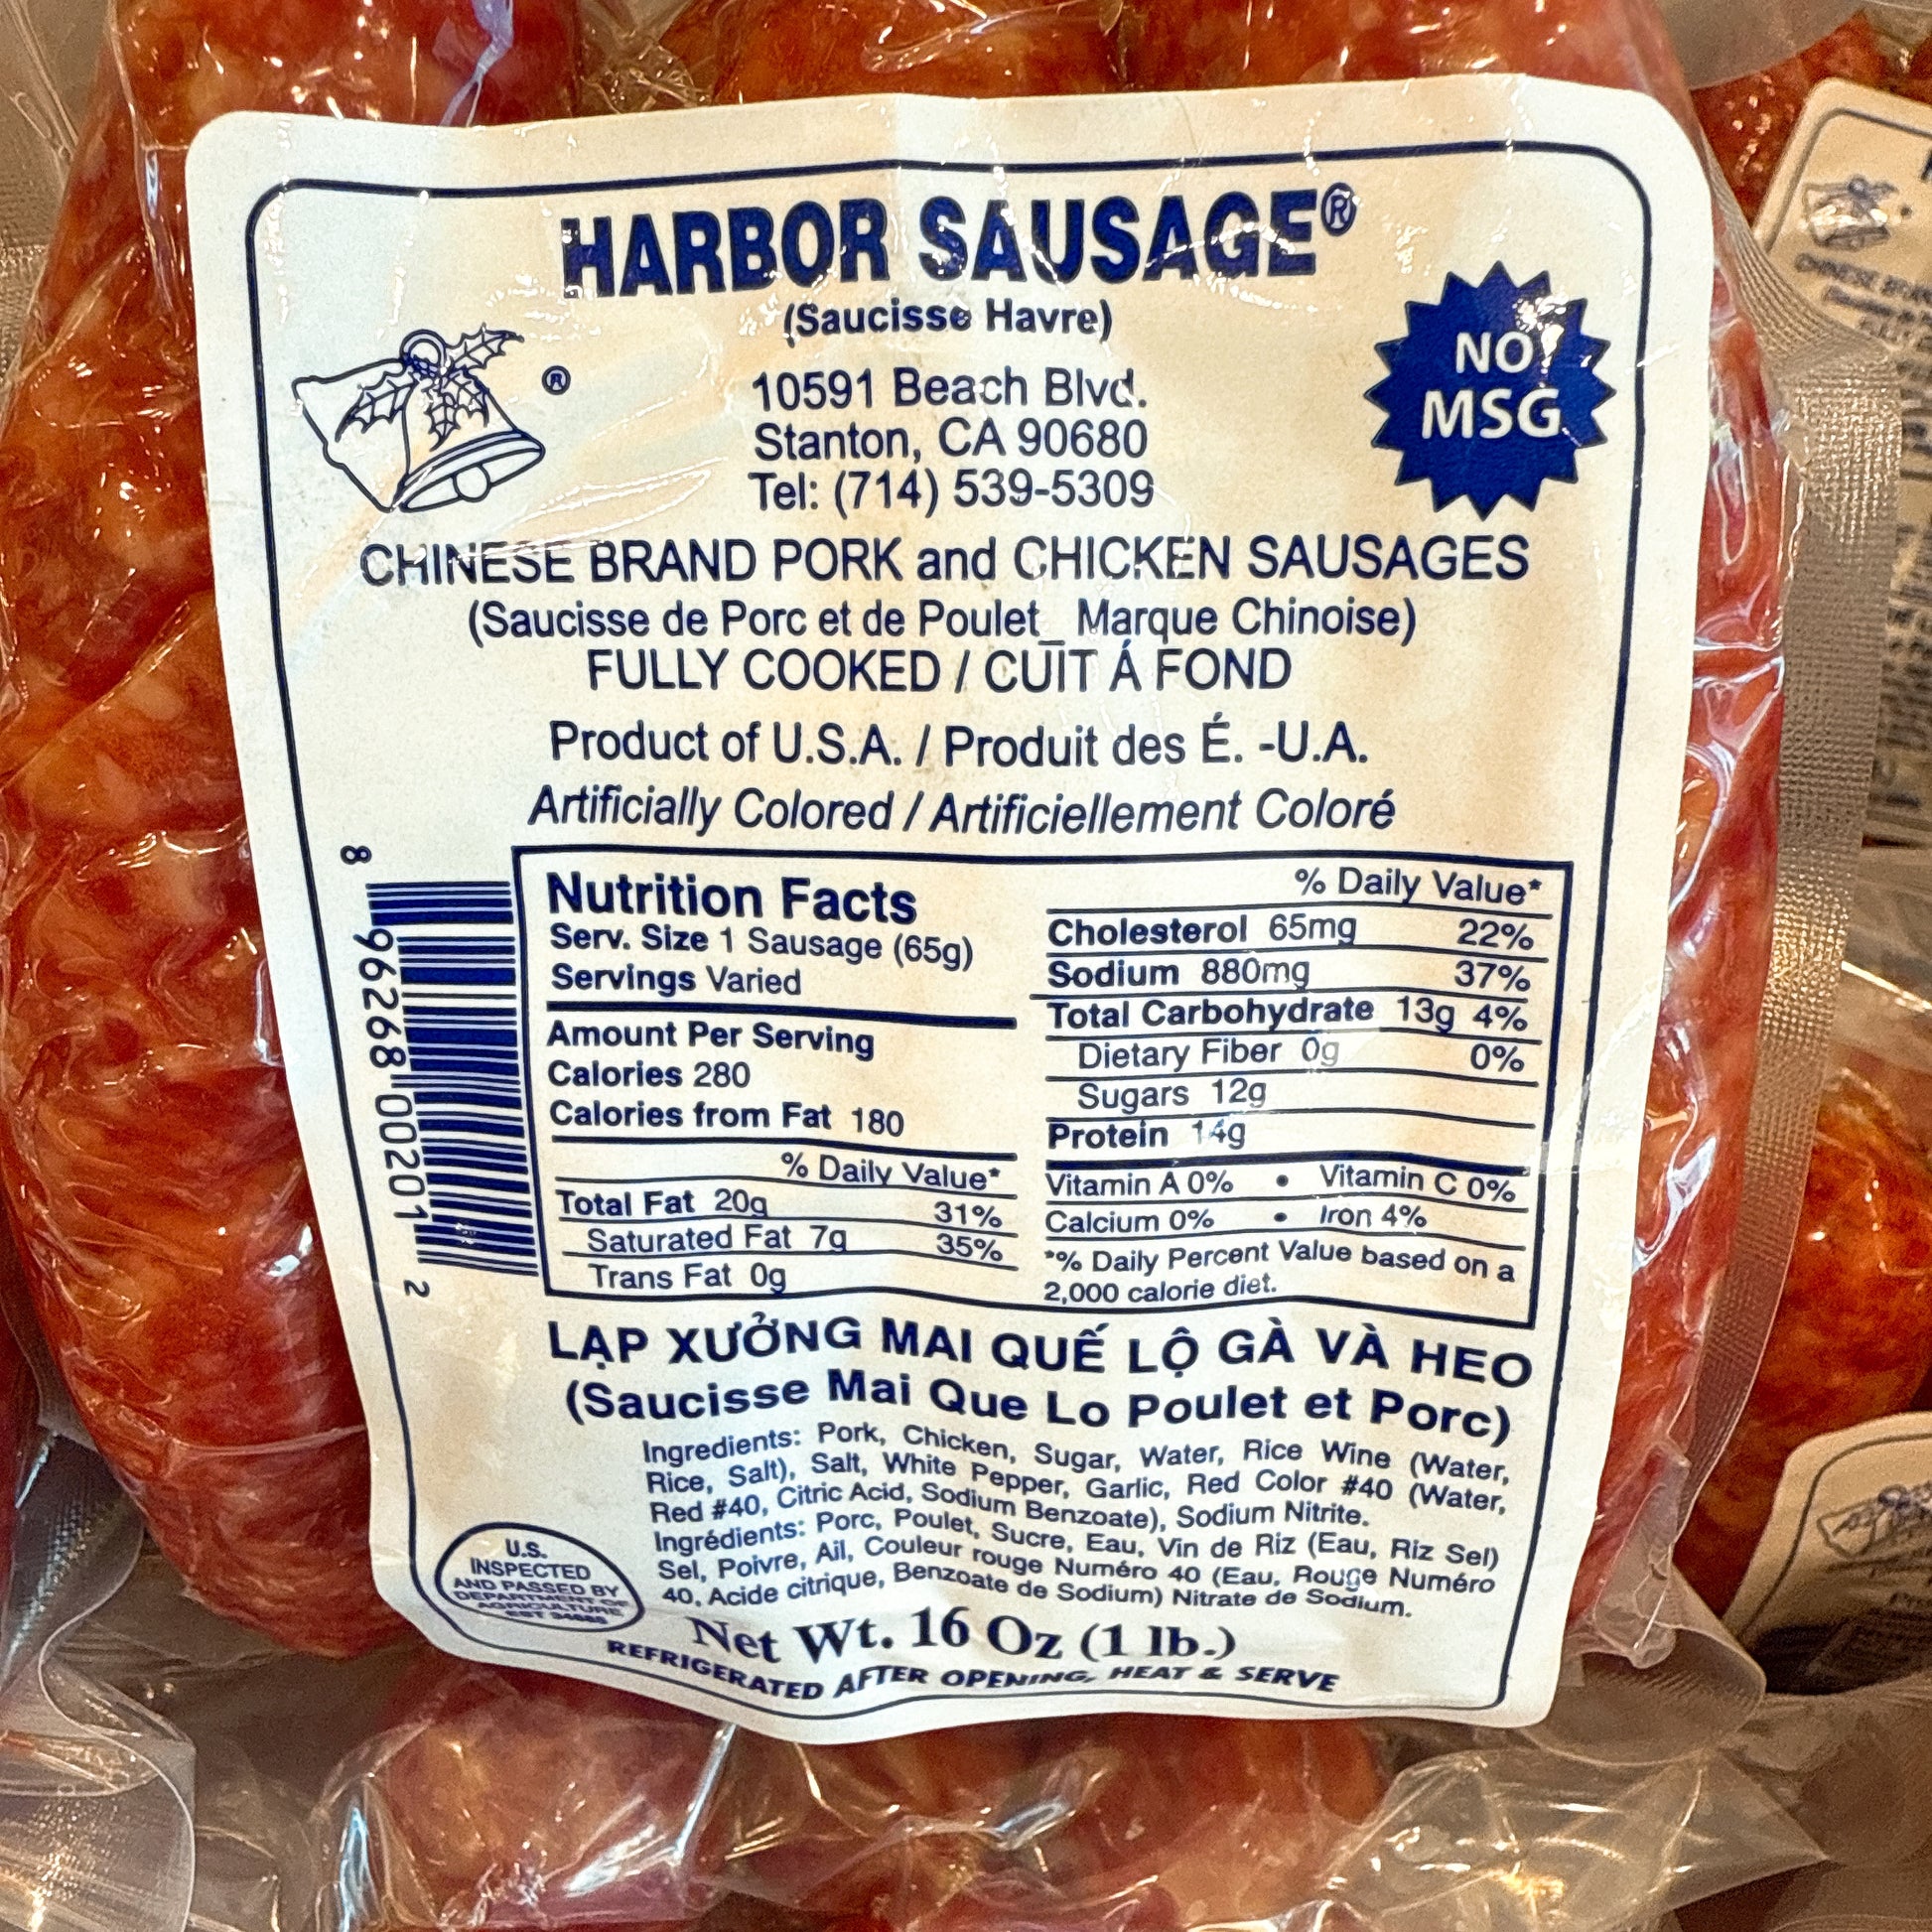 HARBOR SAUSAGE®
(Saucisse Havre)
®
10591 Beach Blvd.
Stanton, CA 90680
Tel: (714) 539-5309
NO
MSG
CHINESE BRAND PORK and CHICKEN SAUSAGES
(Saucisse de Porc et de Poulet_ Marque Chinoise)
FULLY COOKED / CUIT Á FOND
Product of U.S.A. / Produit des É. -U.A.
Artificially Colored / Artificiellement Coloré
8 96268 00201 2
Nutrition Facts
Serv. Size 1 Sausage (65g)
Servings Varied
Amount Per Serving
Calories 280
Calories from Fat 180
% Daily Value*
Total Fat 20g 31%
Saturated Fat 7g 35%
Trans Fat 0g
% Daily Value*
Cholesterol 65mg 22%
Sodium 880mg 37%
Total Carbohydrate 13g 4%
Dietary Fiber 0g 0%
Sugars 12g
Protein 14g
Vitamin A 0% • Vitamin C 0%
Calcium 0% • Iron 4%
*% Daily Percent Value based on a
2,000 calorie diet.
LẠP XƯỞNG MAI QUẾ LỘ GÀ VÀ HEO
(Saucisse Mai Que Lo Poulet et Porc)
Ingredients: Pork, Chicken, Sugar, Water, Rice Wine (Water,
Rice, Salt), Salt, White Pepper, Garlic, Red Color #40 (Water,
Red #40, Citric Acid, Sodium Benzoate), Sodium Nitrite.
Ingrédients: Porc, Poulet, Sucre, Eau, Vin de Riz (Eau, Riz Sel)
Sel, Poivre, Ail, Couleur rouge Numéro 40 (Eau, Rouge Numéro
40, Acide citrique, Benzoate de Sodium) Nitrate de Sodium.
U.S.
INSPECTED
AND PASSED BY
DEPARTMENT OF
AGRICULTURE
EST
Net Wt. 16 Oz (1 lb.)
REFRIGERATED AFTER OPENING, HEAT & SERVE